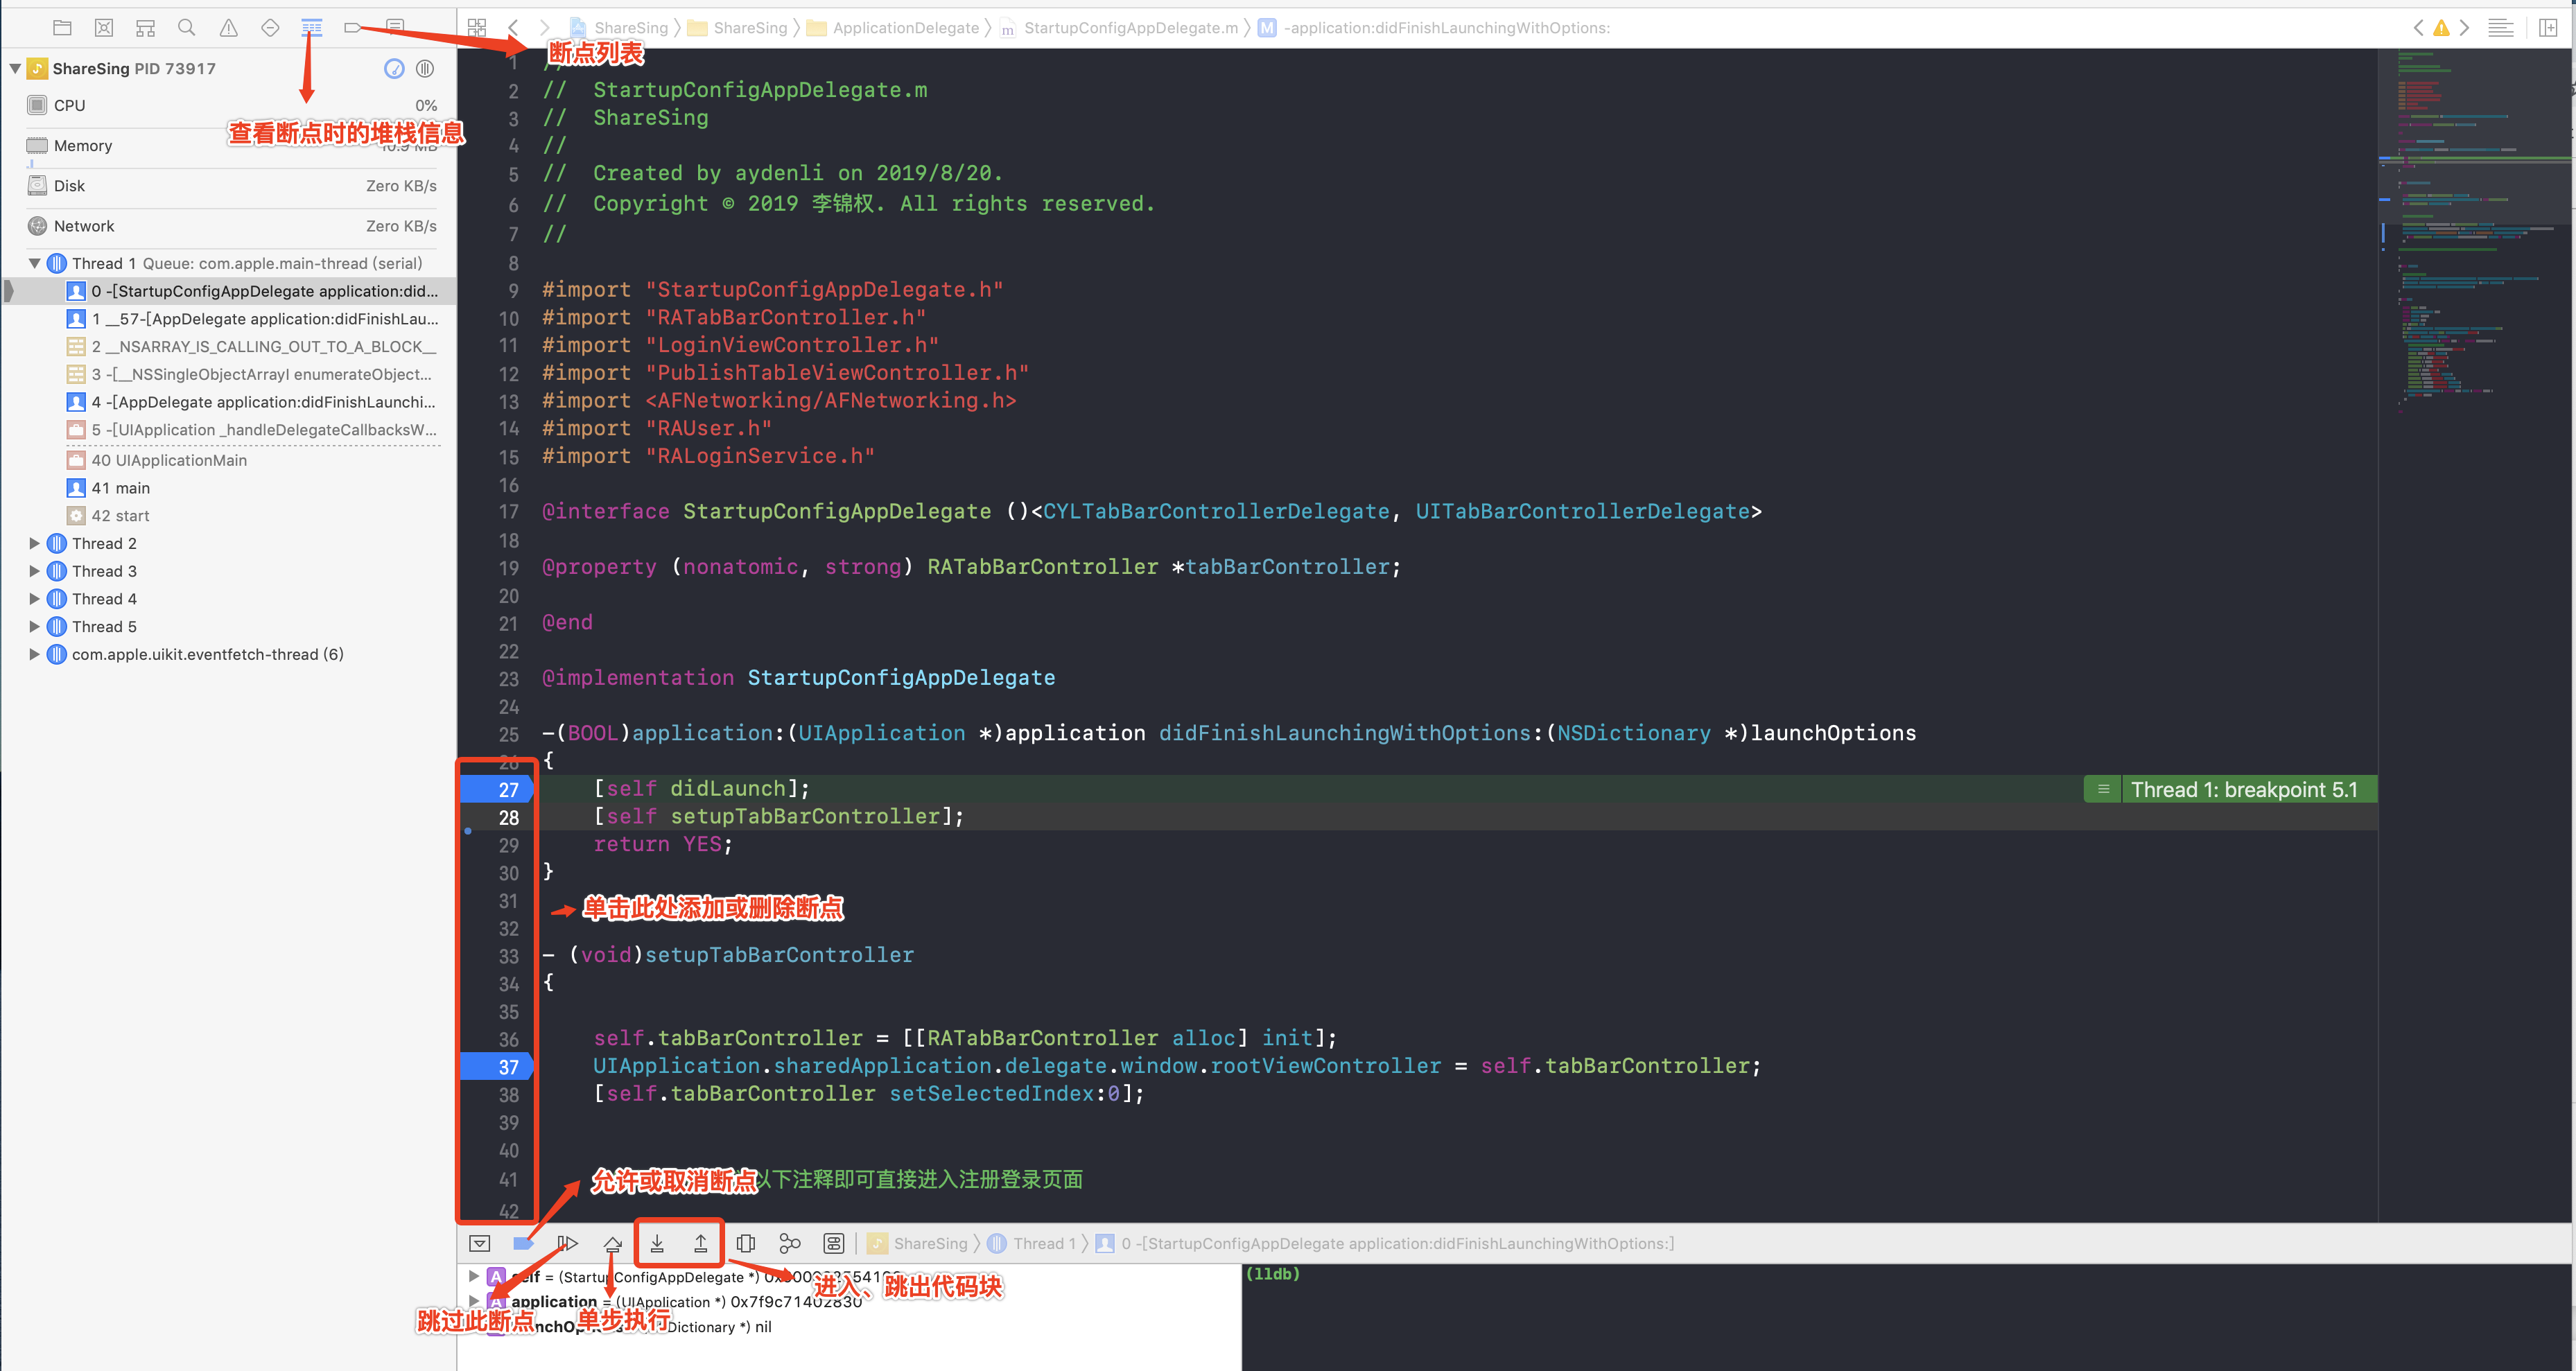 ShareSing 〉 ShareSing 〉 ApplicationDelegate 〉 StartupConfigAppDelegate.m 〉 M -application:didFinishLaunchingWithOptions:
断点列表
ShareSing PID 73917
CPU 0%
查看断点时的堆栈信息
Memory
Disk Zero KB/s
Network Zero KB/s
Thread 1 Queue: com.apple.main-thread (serial)
0 -[StartupConfigAppDelegate application:did...
1 __57-[AppDelegate application:didFinishLau...
2 __NSARRAY_IS_CALLING_OUT_TO_A_BLOCK__
3 -[__NSSingleObjectArrayI enumerateObject...
4 -[AppDelegate application:didFinishLaunchi...
5 -[UIApplication _handleDelegateCallbacksW...
40 UIApplicationMain
41 main
42 start
Thread 2
Thread 3
Thread 4
Thread 5
com.apple.uikit.eventfetch-thread (6)
1 //
2 // StartupConfigAppDelegate.m
3 // ShareSing
4 //
5 // Created by aydenli on 2019/8/20.
6 // Copyright © 2019 李锦权. All rights reserved.
7 //
8
9 #import "StartupConfigAppDelegate.h"
10 #import "RATabBarController.h"
11 #import "LoginViewController.h"
12 #import "PublishTableViewController.h"
13 #import <AFNetworking/AFNetworking.h>
14 #import "RAUser.h"
15 #import "RALoginService.h"
16
17 @interface StartupConfigAppDelegate ()<CYLTabBarControllerDelegate, UITabBarControllerDelegate>
18
19 @property (nonatomic, strong) RATabBarController *tabBarController;
20
21 @end
22
23 @implementation StartupConfigAppDelegate
24
25 -(BOOL)application:(UIApplication *)application didFinishLaunchingWithOptions:(NSDictionary *)launchOptions
26 {
27 [self didLaunch]; Thread 1: breakpoint 5.1
28 [self setupTabBarController];
29 return YES;
30 }
31 单击此处添加或删除断点
32
33 - (void)setupTabBarController
34 {
35
36 self.tabBarController = [[RATabBarController alloc] init];
37 UIApplication.sharedApplication.delegate.window.rootViewController = self.tabBarController;
38 [self.tabBarController setSelectedIndex:0];
39
40
41 允许或取消断点 以下注释即可直接进入注册登录页面
42
ShareSing 〉 Thread 1 〉 0 -[StartupConfigAppDelegate application:didFinishLaunchingWithOptions:]
A self = (StartupConfigAppDelegate *)
进入、跳出代码块
A application = (UIApplication *) 0x7f9c71402830
跳过此断点
单步执行
Dictionary *) nil
(lldb)